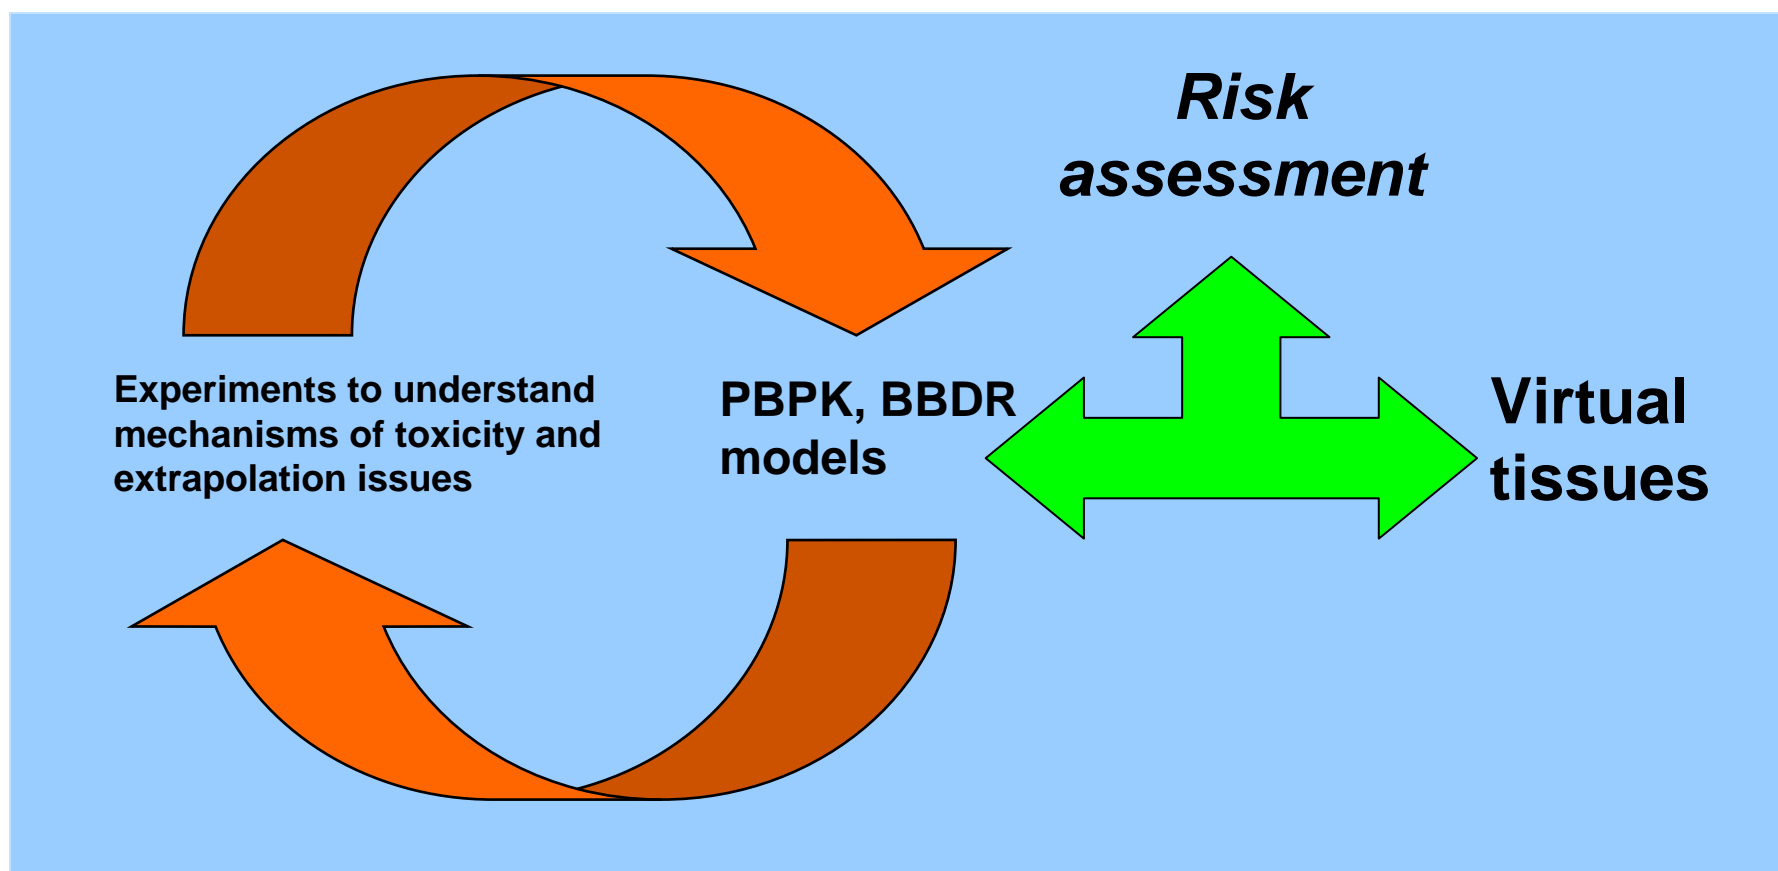 Risk
assessment
Experiments to understand
mechanisms of toxicity and
extrapolation issues
PBPK, BBDR
models
Virtual
tissues